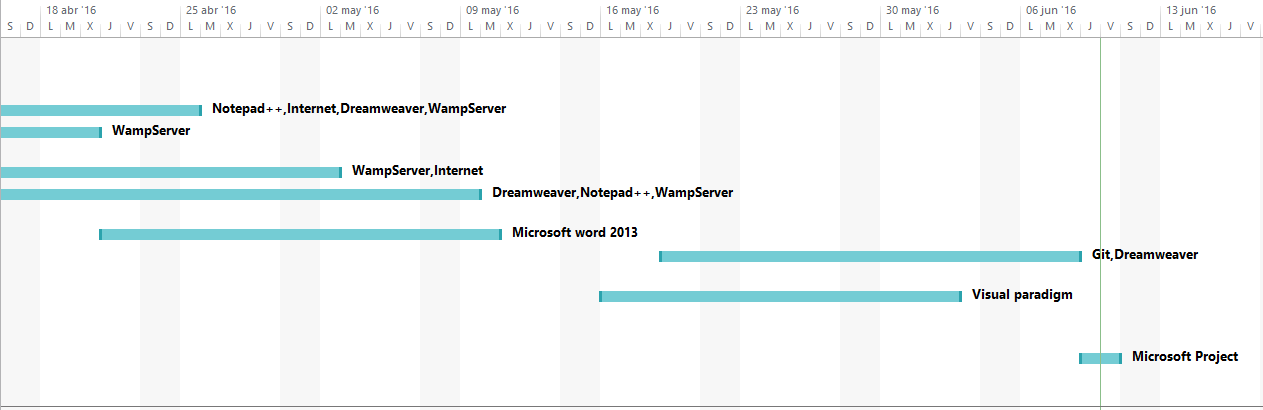 18 abr '16 25 abr '16 02 may '16 09 may '16 16 may '16 23 may '16 30 may '16 06 jun '16 13 jun '16
S D L M X J V S D L M X J V S D L M X J V S D L M X J V S D L M X J V S D L M X J V S D L M X J V S D L M X J V S D L M X J V S D L M X J V
Notepad++,Internet,Dreamweaver,WampServer
WampServer
WampServer,Internet
Dreamweaver,Notepad++,WampServer
Microsoft word 2013
Git,Dreamweaver
Visual paradigm
Microsoft Project